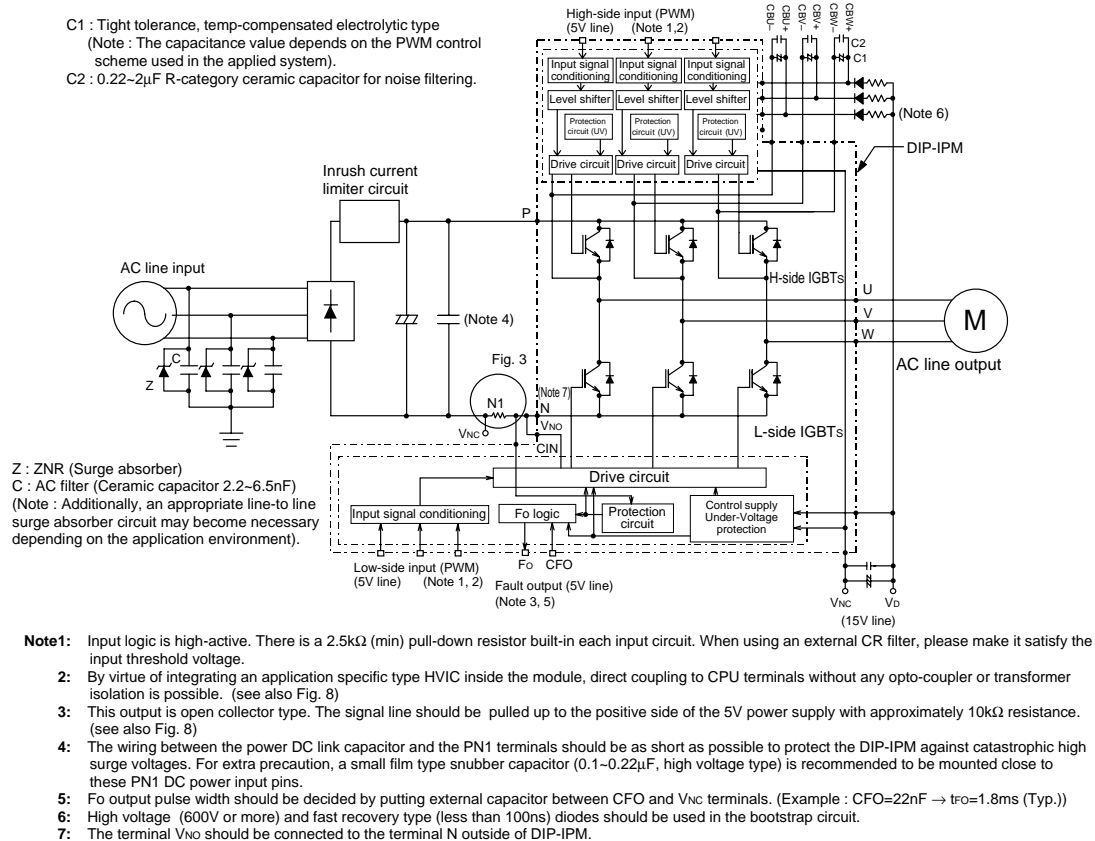 C1 : Tight tolerance, temp-compensated electrolytic type
(Note : The capacitance value depends on the PWM control
scheme used in the applied system).
C2 : 0.22~2μF R-category ceramic capacitor for noise filtering.
High-side input (PWM)
(5V line) (Note 1,2)
CBU-
CBU+
CBV-
CBV+
CBW-
CBW+
C2
C1
Input signal conditioning
Input signal conditioning
Input signal conditioning
Level shifter
Level shifter
Level shifter
Protection circuit (UV)
Protection circuit (UV)
Protection circuit (UV)
Drive circuit
Drive circuit
Drive circuit
(Note 6)
DIP-IPM
Inrush current
limiter circuit
P
AC line input
H-side IGBTs
U
V
W
M
AC line output
(Note 4)
C
Z
Fig. 3
N1
VNC
(Note 7)
N
VNO
CIN
L-side IGBTs
Z : ZNR (Surge absorber)
C : AC filter (Ceramic capacitor 2.2~6.5nF)
(Note : Additionally, an appropriate line-to line
surge absorber circuit may become necessary
depending on the application environment).
Drive circuit
Input signal conditioning
Fo logic
Protection
circuit
Control supply
Under-Voltage
protection
Low-side input (PWM)
(5V line) (Note 1, 2)
FO CFO
Fault output (5V line)
(Note 3, 5)
VNC VD
(15V line)
Note1: Input logic is high-active. There is a 2.5kΩ (min) pull-down resistor built-in each input circuit. When using an external CR filter, please make it satisfy the
input threshold voltage.
2: By virtue of integrating an application specific type HVIC inside the module, direct coupling to CPU terminals without any opto-coupler or transformer
isolation is possible. (see also Fig. 8)
3: This output is open collector type. The signal line should be pulled up to the positive side of the 5V power supply with approximately 10kΩ resistance.
(see also Fig. 8)
4: The wiring between the power DC link capacitor and the PN1 terminals should be as short as possible to protect the DIP-IPM against catastrophic high
surge voltages. For extra precaution, a small film type snubber capacitor (0.1~0.22μF, high voltage type) is recommended to be mounted close to
these PN1 DC power input pins.
5: Fo output pulse width should be decided by putting external capacitor between CFO and VNC terminals. (Example : CFO=22nF → tFO=1.8ms (Typ.))
6: High voltage (600V or more) and fast recovery type (less than 100ns) diodes should be used in the bootstrap circuit.
7: The terminal VNO should be connected to the terminal N outside of DIP-IPM.